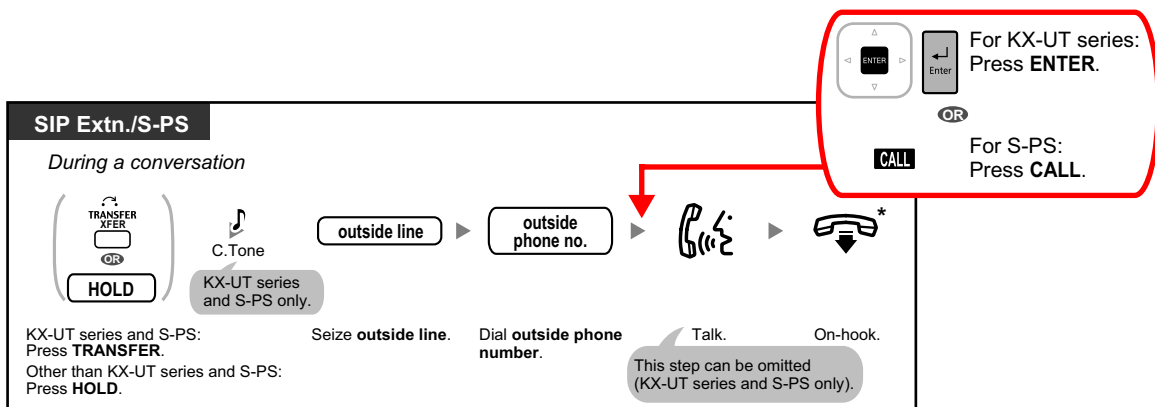 For KX-UT series:
Press ENTER.
ENTER
Enter
OR
For S-PS:
Press CALL.
CALL
SIP Extn./S-PS
During a conversation
TRANSFER
XFER
OR
HOLD
C.Tone
KX-UT series
and S-PS only.
outside line
outside
phone no.
*
KX-UT series and S-PS:
Press TRANSFER.
Other than KX-UT series and S-PS:
Press HOLD.
Seize outside line.
Dial outside phone
number.
Talk.
This step can be omitted
(KX-UT series and S-PS only).
On-hook.